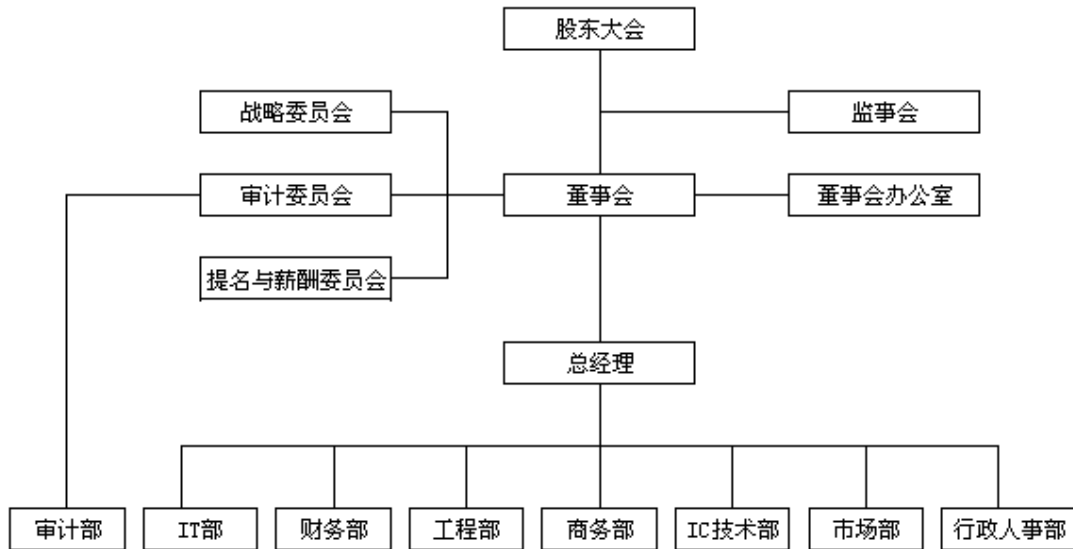 股东大会
战略委员会
监事会
审计委员会
董事会
董事会办公室
提名与薪酬委员会
总经理
审计部
IT部
财务部
工程部
商务部
IC技术部
市场部
行政人事部